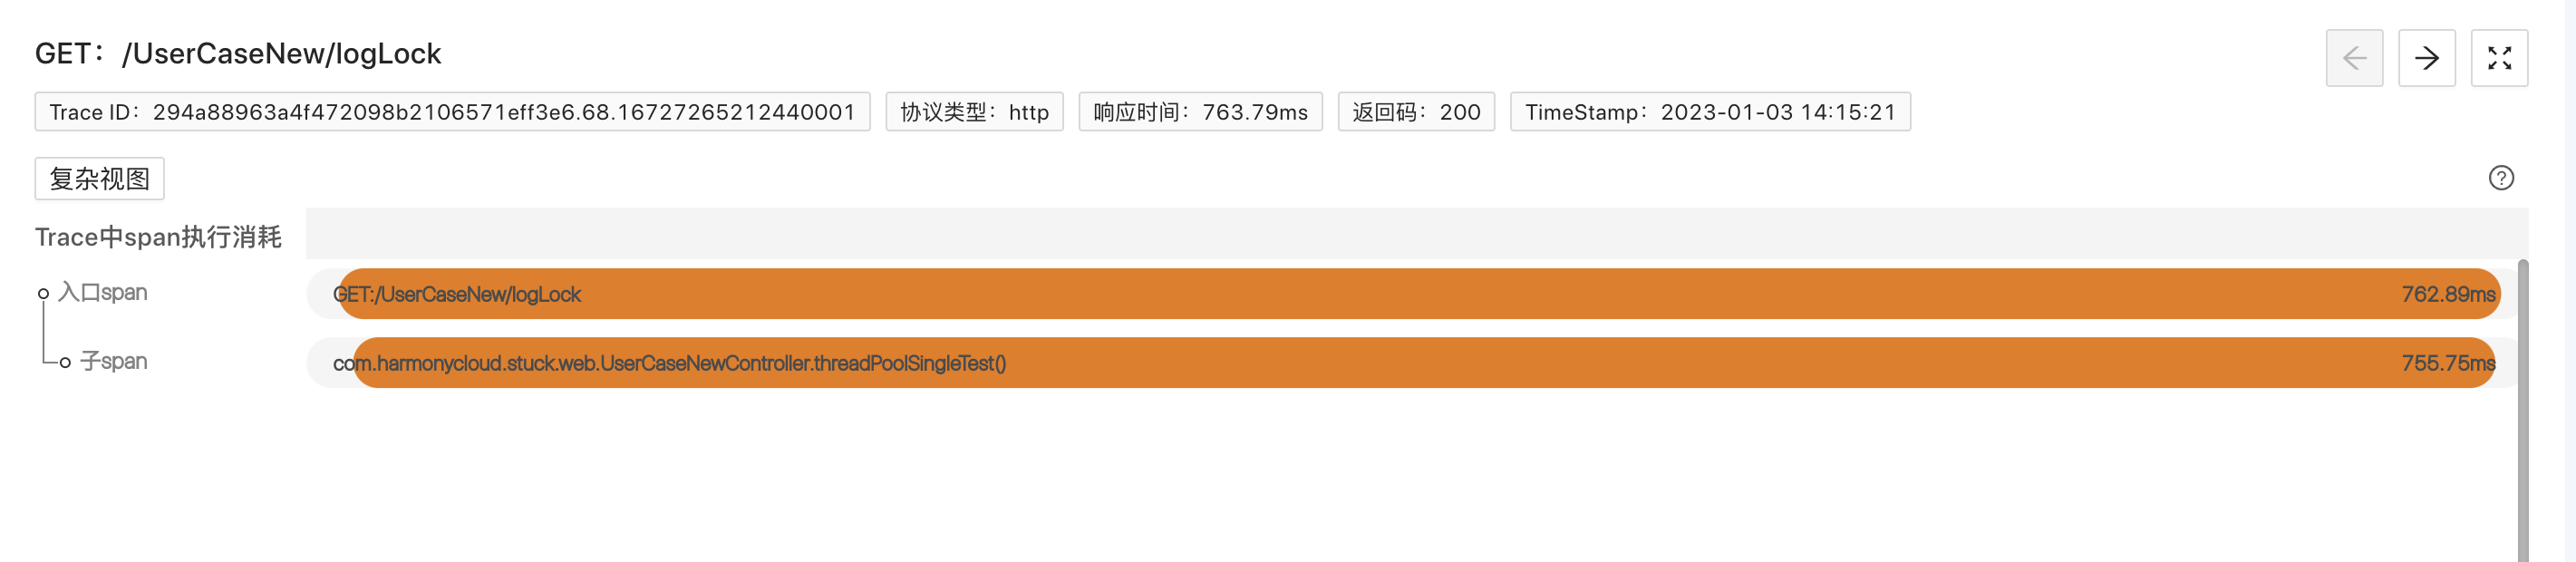 GET：/UserCaseNew/logLock
Trace ID：294a88963a4f472098b2106571eff3e6.68.16727265212440001 协议类型：http 响应时间：763.79ms 返回码：200 TimeStamp：2023-01-03 14:15:21
复杂视图
Trace中span执行消耗
入口span GET:/UserCaseNew/logLock 762.89ms
子span com.harmonycloud.stuck.web.UserCaseNewController.threadPoolSingleTest() 755.75ms